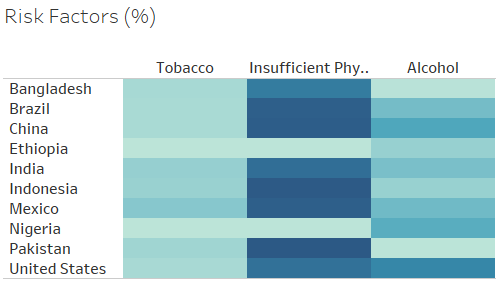 Risk Factors (%)
Tobacco Insufficient Phy.. Alcohol
Bangladesh
Brazil
China
Ethiopia
India
Indonesia
Mexico
Nigeria
Pakistan
United States